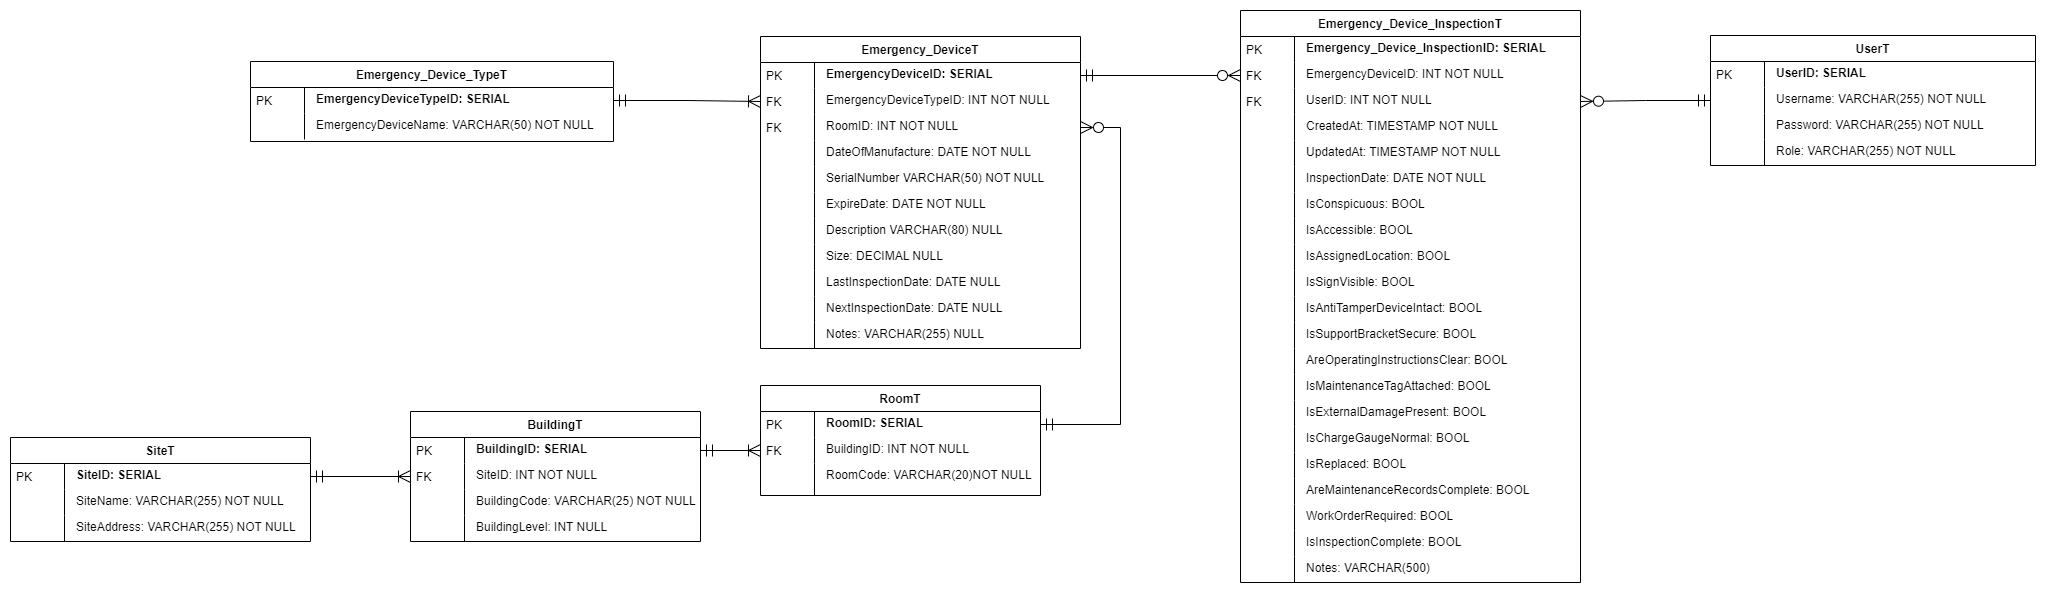 Emergency_Device_TypeT
PK EmergencyDeviceTypeID: SERIAL
EmergencyDeviceName: VARCHAR(50) NOT NULL
Emergency_DeviceT
PK EmergencyDeviceID: SERIAL
FK EmergencyDeviceTypeID: INT NOT NULL
FK RoomID: INT NOT NULL
DateOfManufacture: DATE NOT NULL
SerialNumber VARCHAR(50) NOT NULL
ExpireDate: DATE NOT NULL
Description VARCHAR(80) NULL
Size: DECIMAL NULL
LastInspectionDate: DATE NULL
NextInspectionDate: DATE NULL
Notes: VARCHAR(255) NULL
Emergency_Device_InspectionT
PK Emergency_Device_InspectionID: SERIAL
FK EmergencyDeviceID: INT NOT NULL
FK UserID: INT NOT NULL
CreatedAt: TIMESTAMP NOT NULL
UpdatedAt: TIMESTAMP NOT NULL
InspectionDate: DATE NOT NULL
IsConspicuous: BOOL
IsAccessible: BOOL
IsAssignedLocation: BOOL
IsSignVisible: BOOL
IsAntiTamperDeviceIntact: BOOL
IsSupportBracketSecure: BOOL
AreOperatingInstructionsClear: BOOL
IsMaintenanceTagAttached: BOOL
IsExternalDamagePresent: BOOL
IsChargeGaugeNormal: BOOL
IsReplaced: BOOL
AreMaintenanceRecordsComplete: BOOL
WorkOrderRequired: BOOL
IsInspectionComplete: BOOL
Notes: VARCHAR(500)
UserT
PK UserID: SERIAL
Username: VARCHAR(255) NOT NULL
Password: VARCHAR(255) NOT NULL
Role: VARCHAR(255) NOT NULL
SiteT
PK SiteID: SERIAL
SiteName: VARCHAR(255) NOT NULL
SiteAddress: VARCHAR(255) NOT NULL
BuildingT
PK BuildingID: SERIAL
FK SiteID: INT NOT NULL
BuildingCode: VARCHAR(25) NOT NULL
BuildingLevel: INT NULL
RoomT
PK RoomID: SERIAL
FK BuildingID: INT NOT NULL
RoomCode: VARCHAR(20)NOT NULL